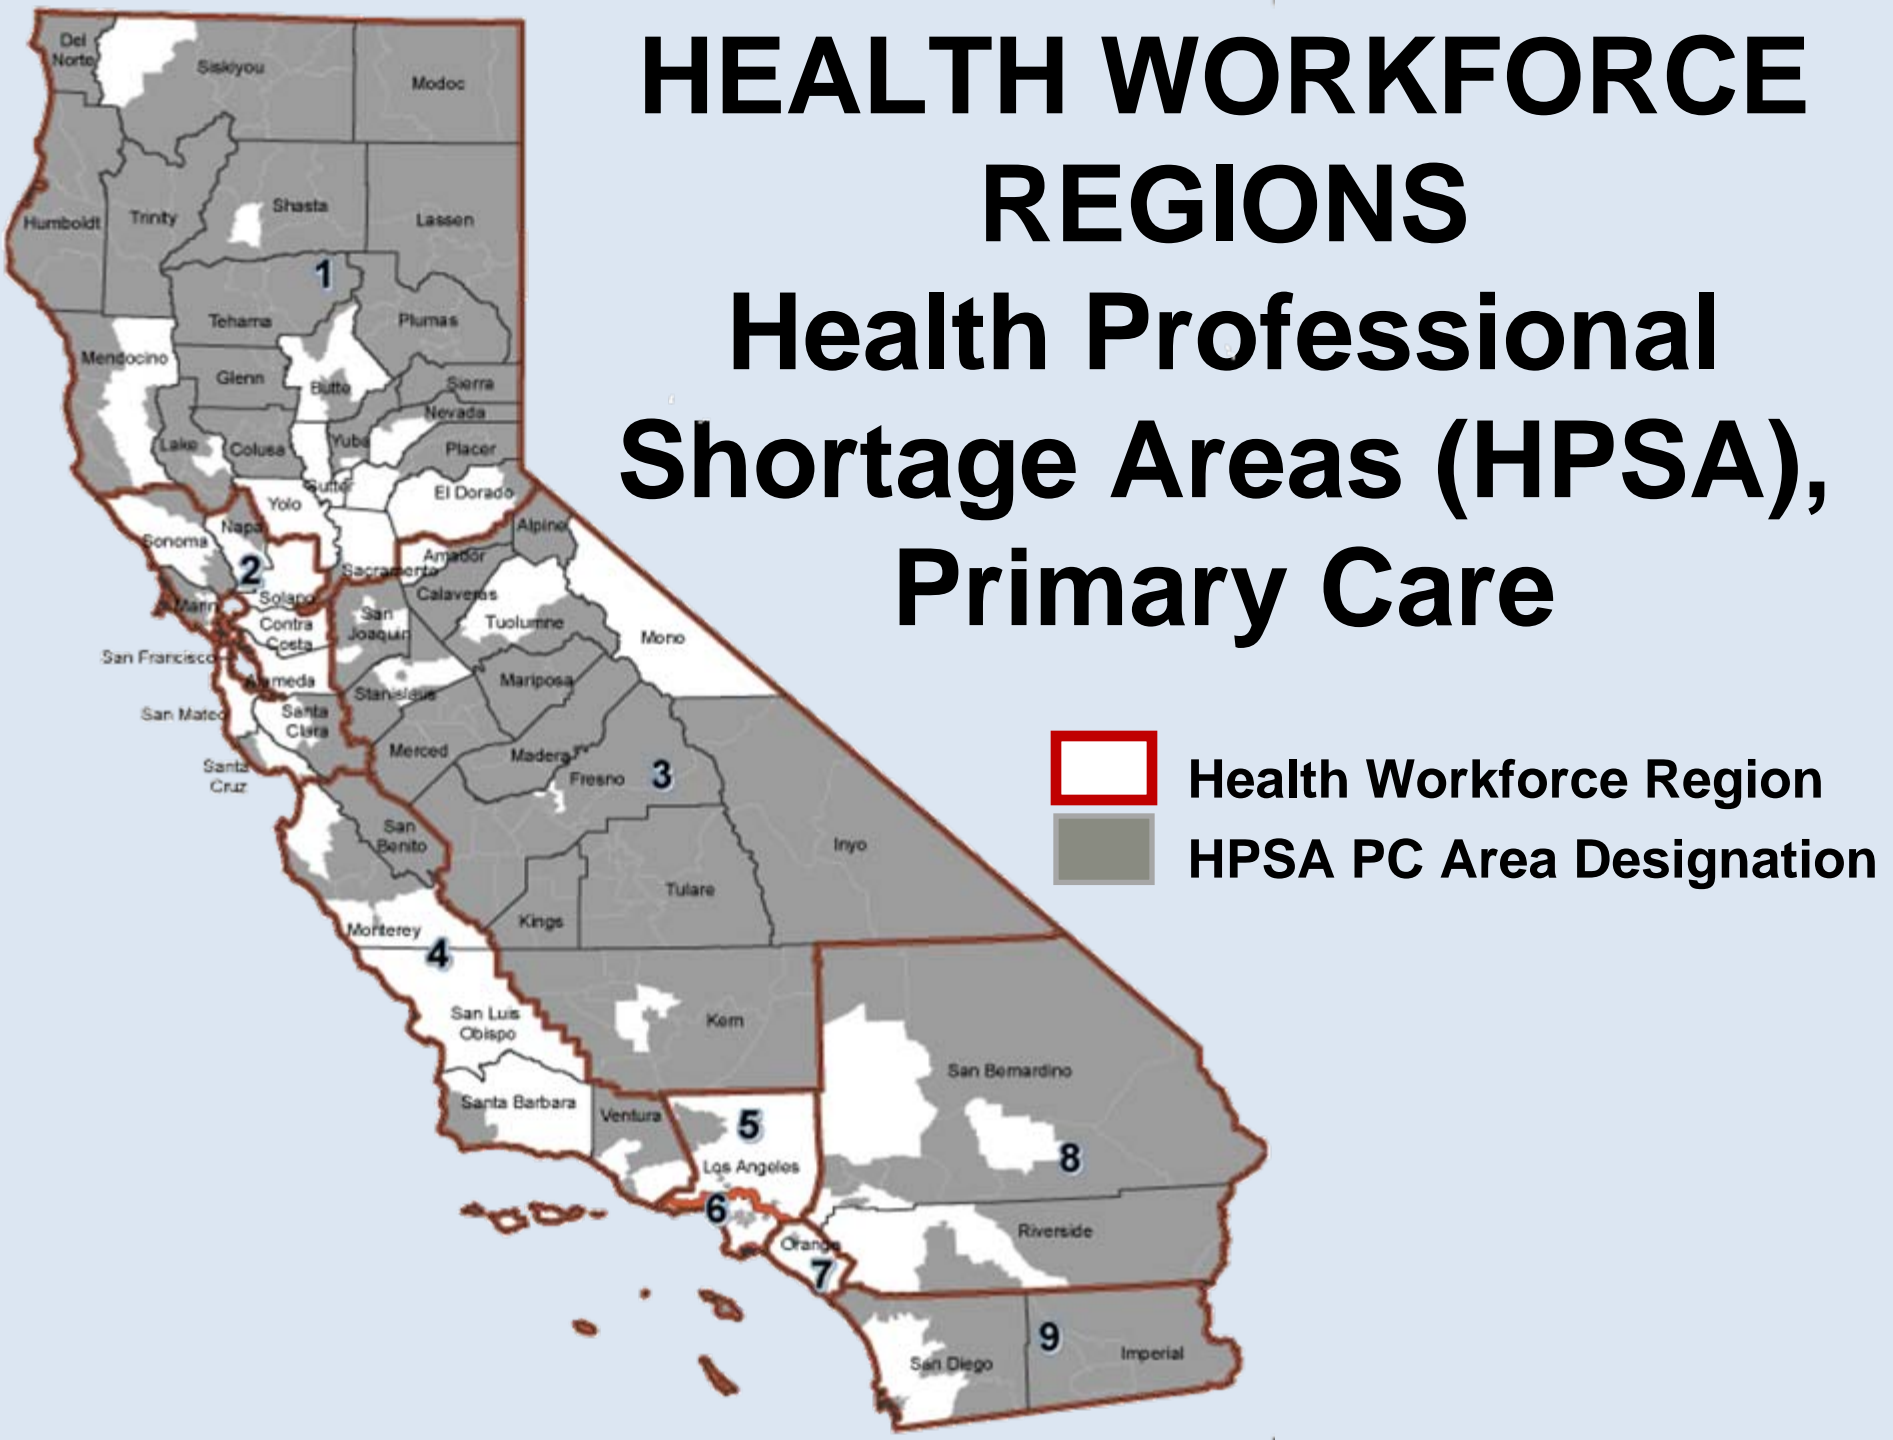 HEALTH WORKFORCE
REGIONS
Health Professional
Shortage Areas (HPSA),
Primary Care
Health Workforce Region
HPSA PC Area Designation
Del
Norte
Siskiyou
Modoc
Humboldt
Trinity
Shasta
Lassen
1
Tehama
Plumas
Mendocino
Glenn
Butte
Sierra
Nevada
Lake
Colusa
Yuba
Placer
Sutter
Yolo
El Dorado
Napa
Alpine
Sonoma
2
Sacramento
Amador
Marin
Solano
Calaveras
Contra
Costa
San
Joaquin
Tuolumne
Mono
San Francisco
Alameda
Stanislaus
Mariposa
San Mateo
Santa
Clara
Merced
Madera
Fresno
3
Santa
Cruz
San
Benito
Inyo
Tulare
Kings
Monterey
4
San Luis
Obispo
Kern
San Bernardino
Santa Barbara
Ventura
5
Los Angeles
8
6
Riverside
Orange
7
9
San Diego
Imperial